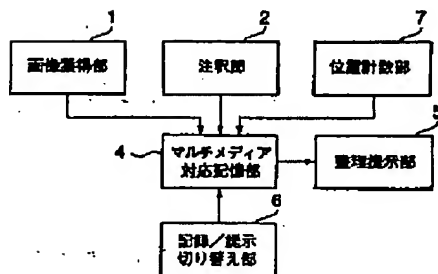 1
2
7
画像獲得部
注釈部
位置計数部
5
4
マルチメディア
対応記憶部
整理提示部
6
記録／提示
切り替え部